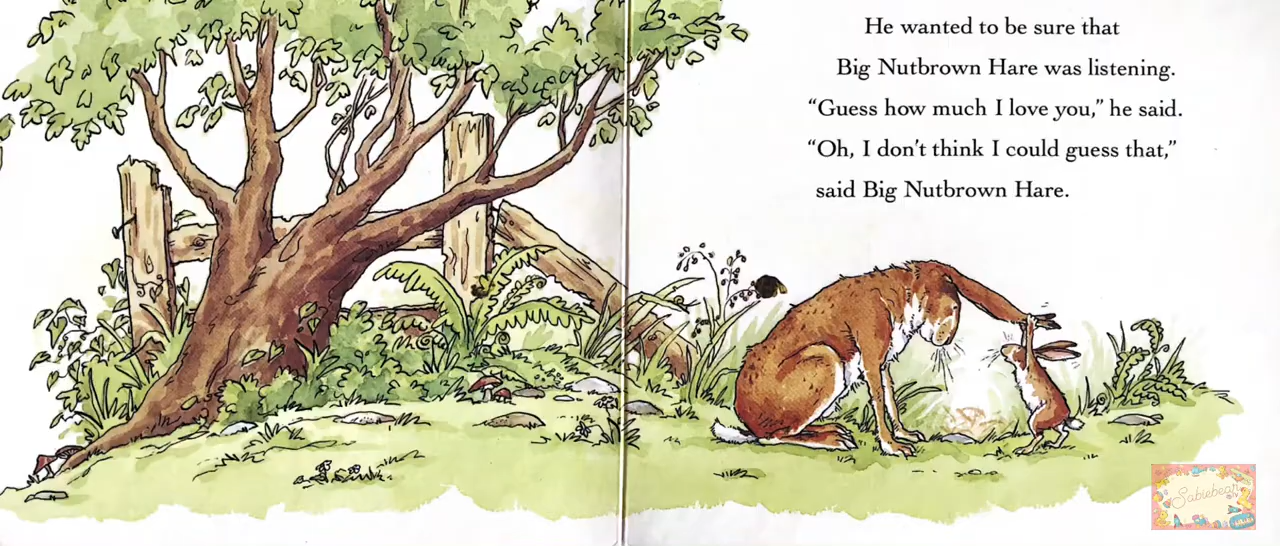 He wanted to be sure that
Big Nutbrown Hare was listening.
“Guess how much I love you,” he said.
“Oh, I don’t think I could guess that,”
said Big Nutbrown Hare.
Sabiebean